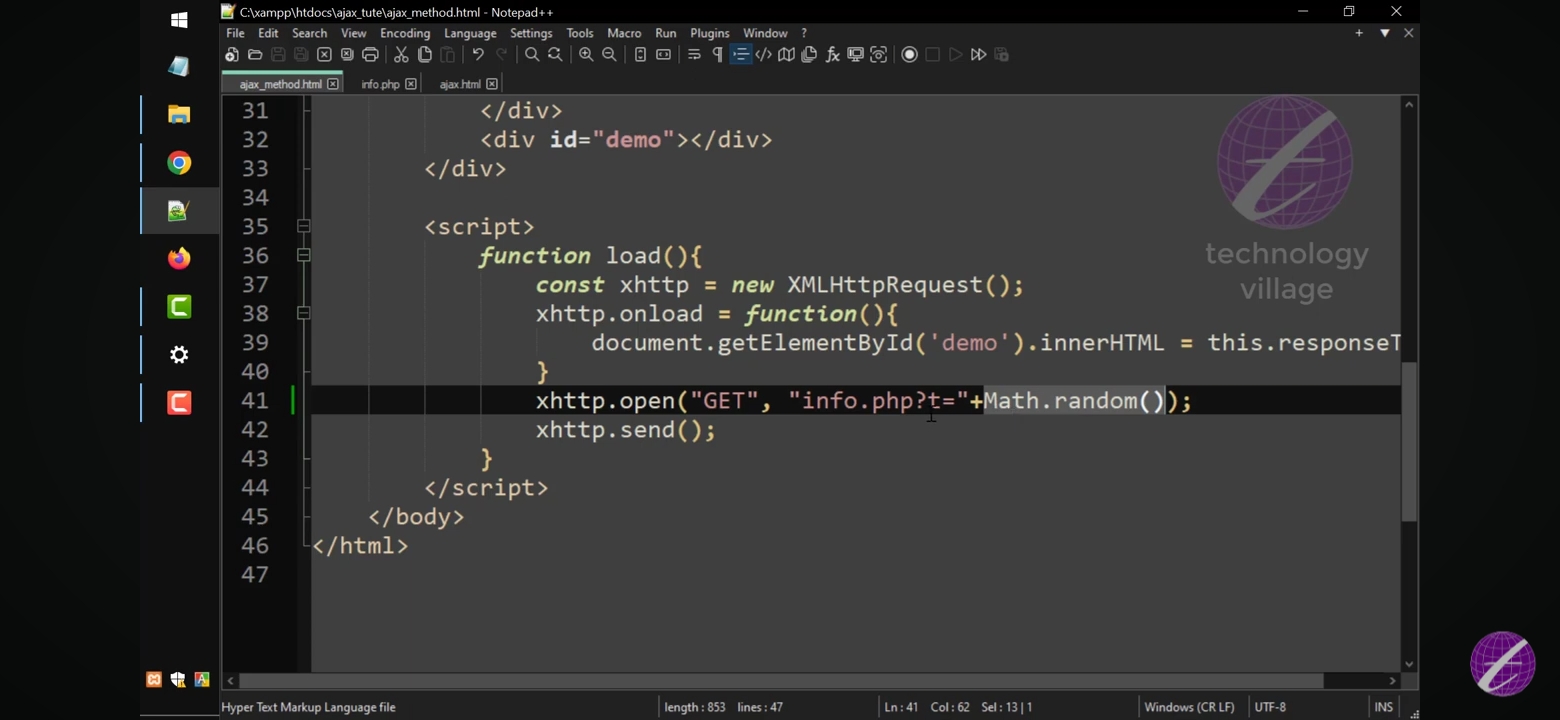 C:\xampp\htdocs\ajax_tute\ajax_method.html - Notepad++
File Edit Search View Encoding Language Settings Tools Macro Run Plugins Window ?
ajax_method.html info.php ajax.html
31 </div>
32 <div id="demo"></div>
33 </div>
34
35 <script>
36 function load(){
37 const xhttp = new XMLHttpRequest();
38 xhttp.onload = function(){
39 document.getElementById('demo').innerHTML = this.responseT
40 }
41 xhttp.open("GET", "info.php?t="+Math.random());
42 xhttp.send();
43 }
44 </script>
45 </body>
46 </html>
47
technology
village
Hyper Text Markup Language file length : 853 lines : 47 Ln : 41 Col : 62 Sel : 13 | 1 Windows (CR LF) UTF-8 INS